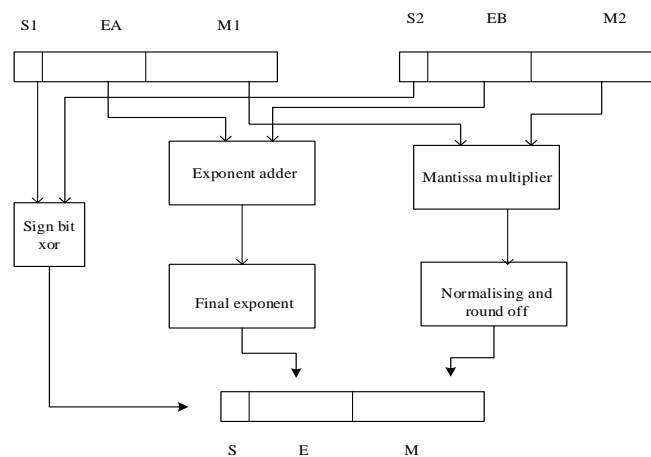 S1 EA M1 S2 EB M2
Exponent adder
Mantissa multiplier
Sign bit
xor
Final exponent
Normalising and
round off
S E M